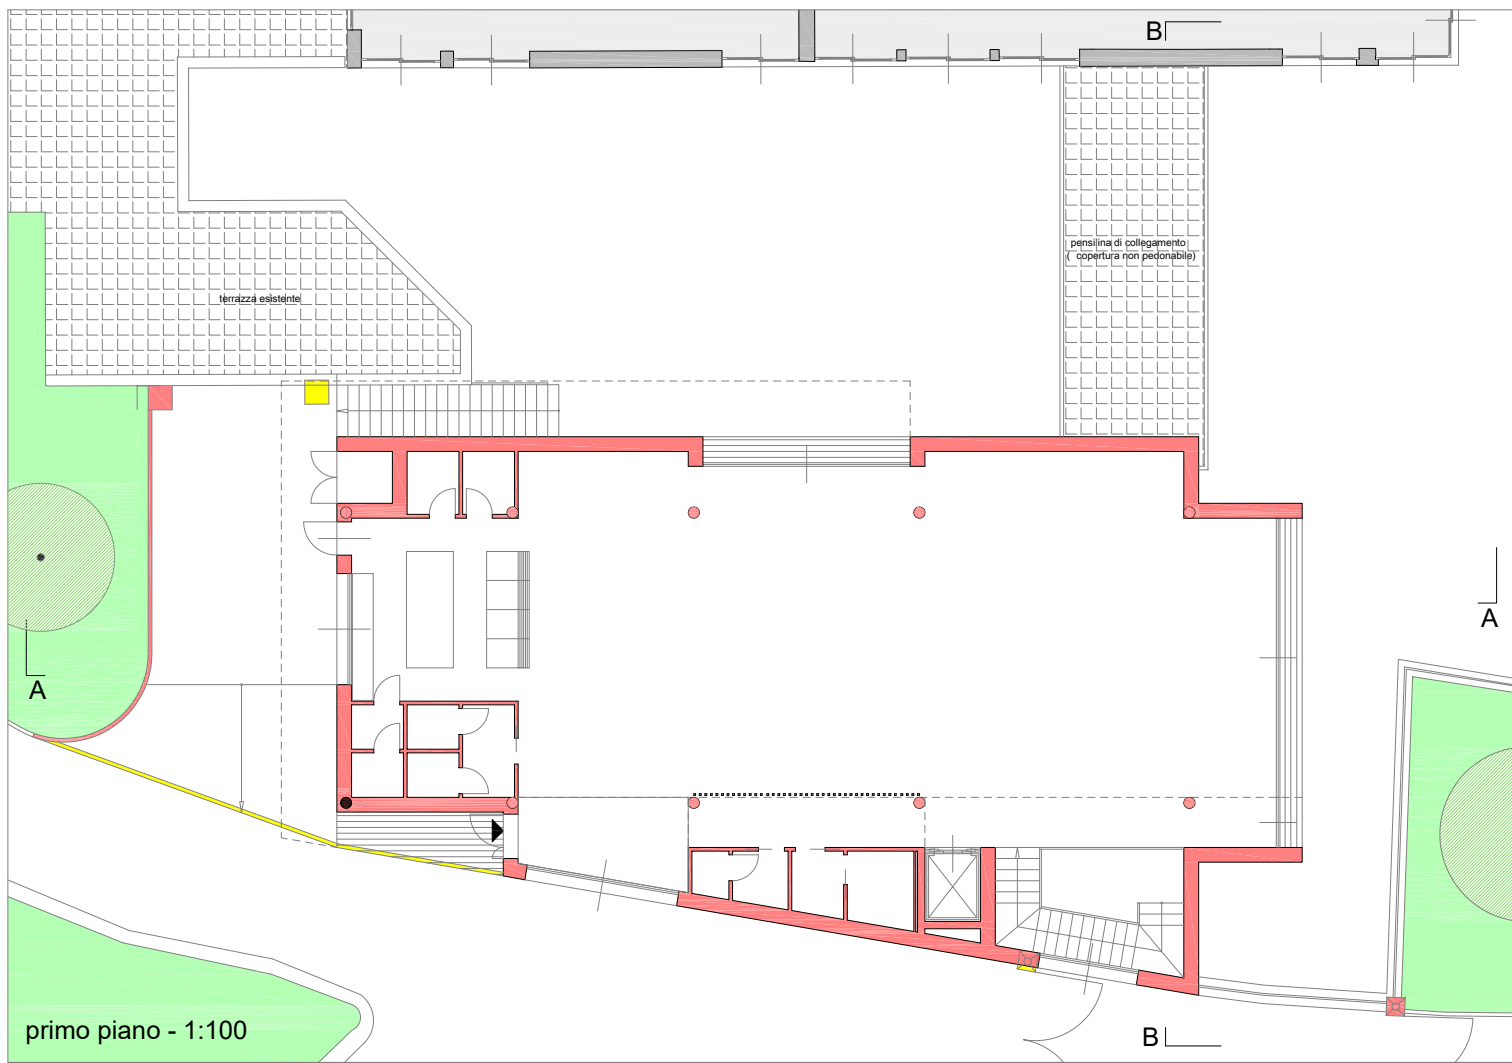 B
pensilina di collegamento
( copertura non pedonabile)
terrazza esistente
A
A
primo piano - 1:100
B